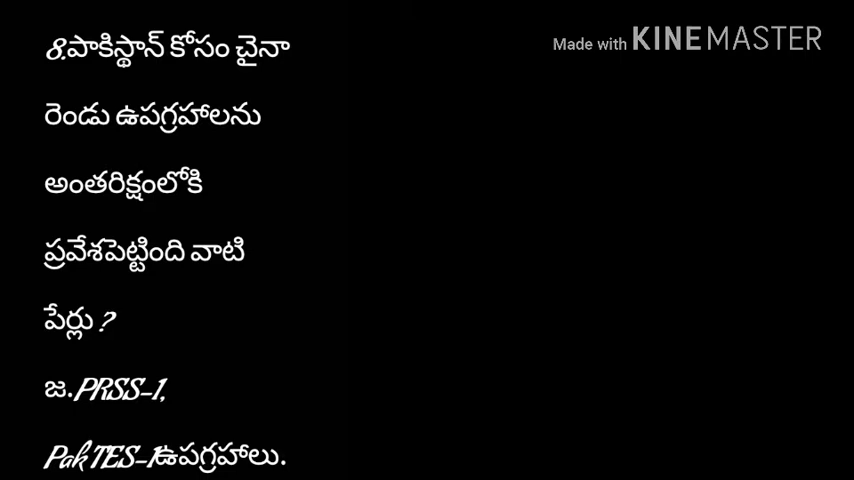 8.పాకిస్థాన్ కోసం చైనా
Made with KINEMASTER
రెండు ఉపగ్రహాలను
అంతరిక్షంలోకి
ప్రవేశపెట్టింది వాటి
పేర్లు ?
జ.PRSS-1,
PakTES-1ఉపగ్రహాలు.